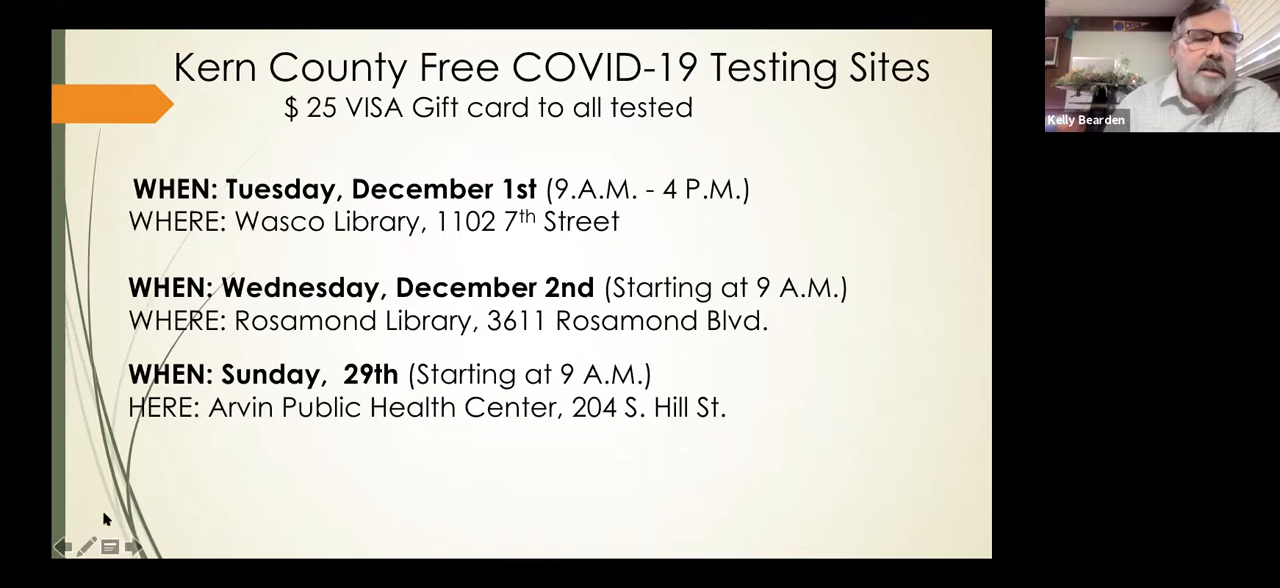 Kern County Free COVID-19 Testing Sites
$ 25 VISA Gift card to all tested
WHEN: Tuesday, December 1st (9.A.M. - 4 P.M.)
WHERE: Wasco Library, 1102 7th Street
WHEN: Wednesday, December 2nd (Starting at 9 A.M.)
WHERE: Rosamond Library, 3611 Rosamond Blvd.
WHEN: Sunday,  29th (Starting at 9 A.M.)
HERE: Arvin Public Health Center, 204 S. Hill St.
Kelly Bearden